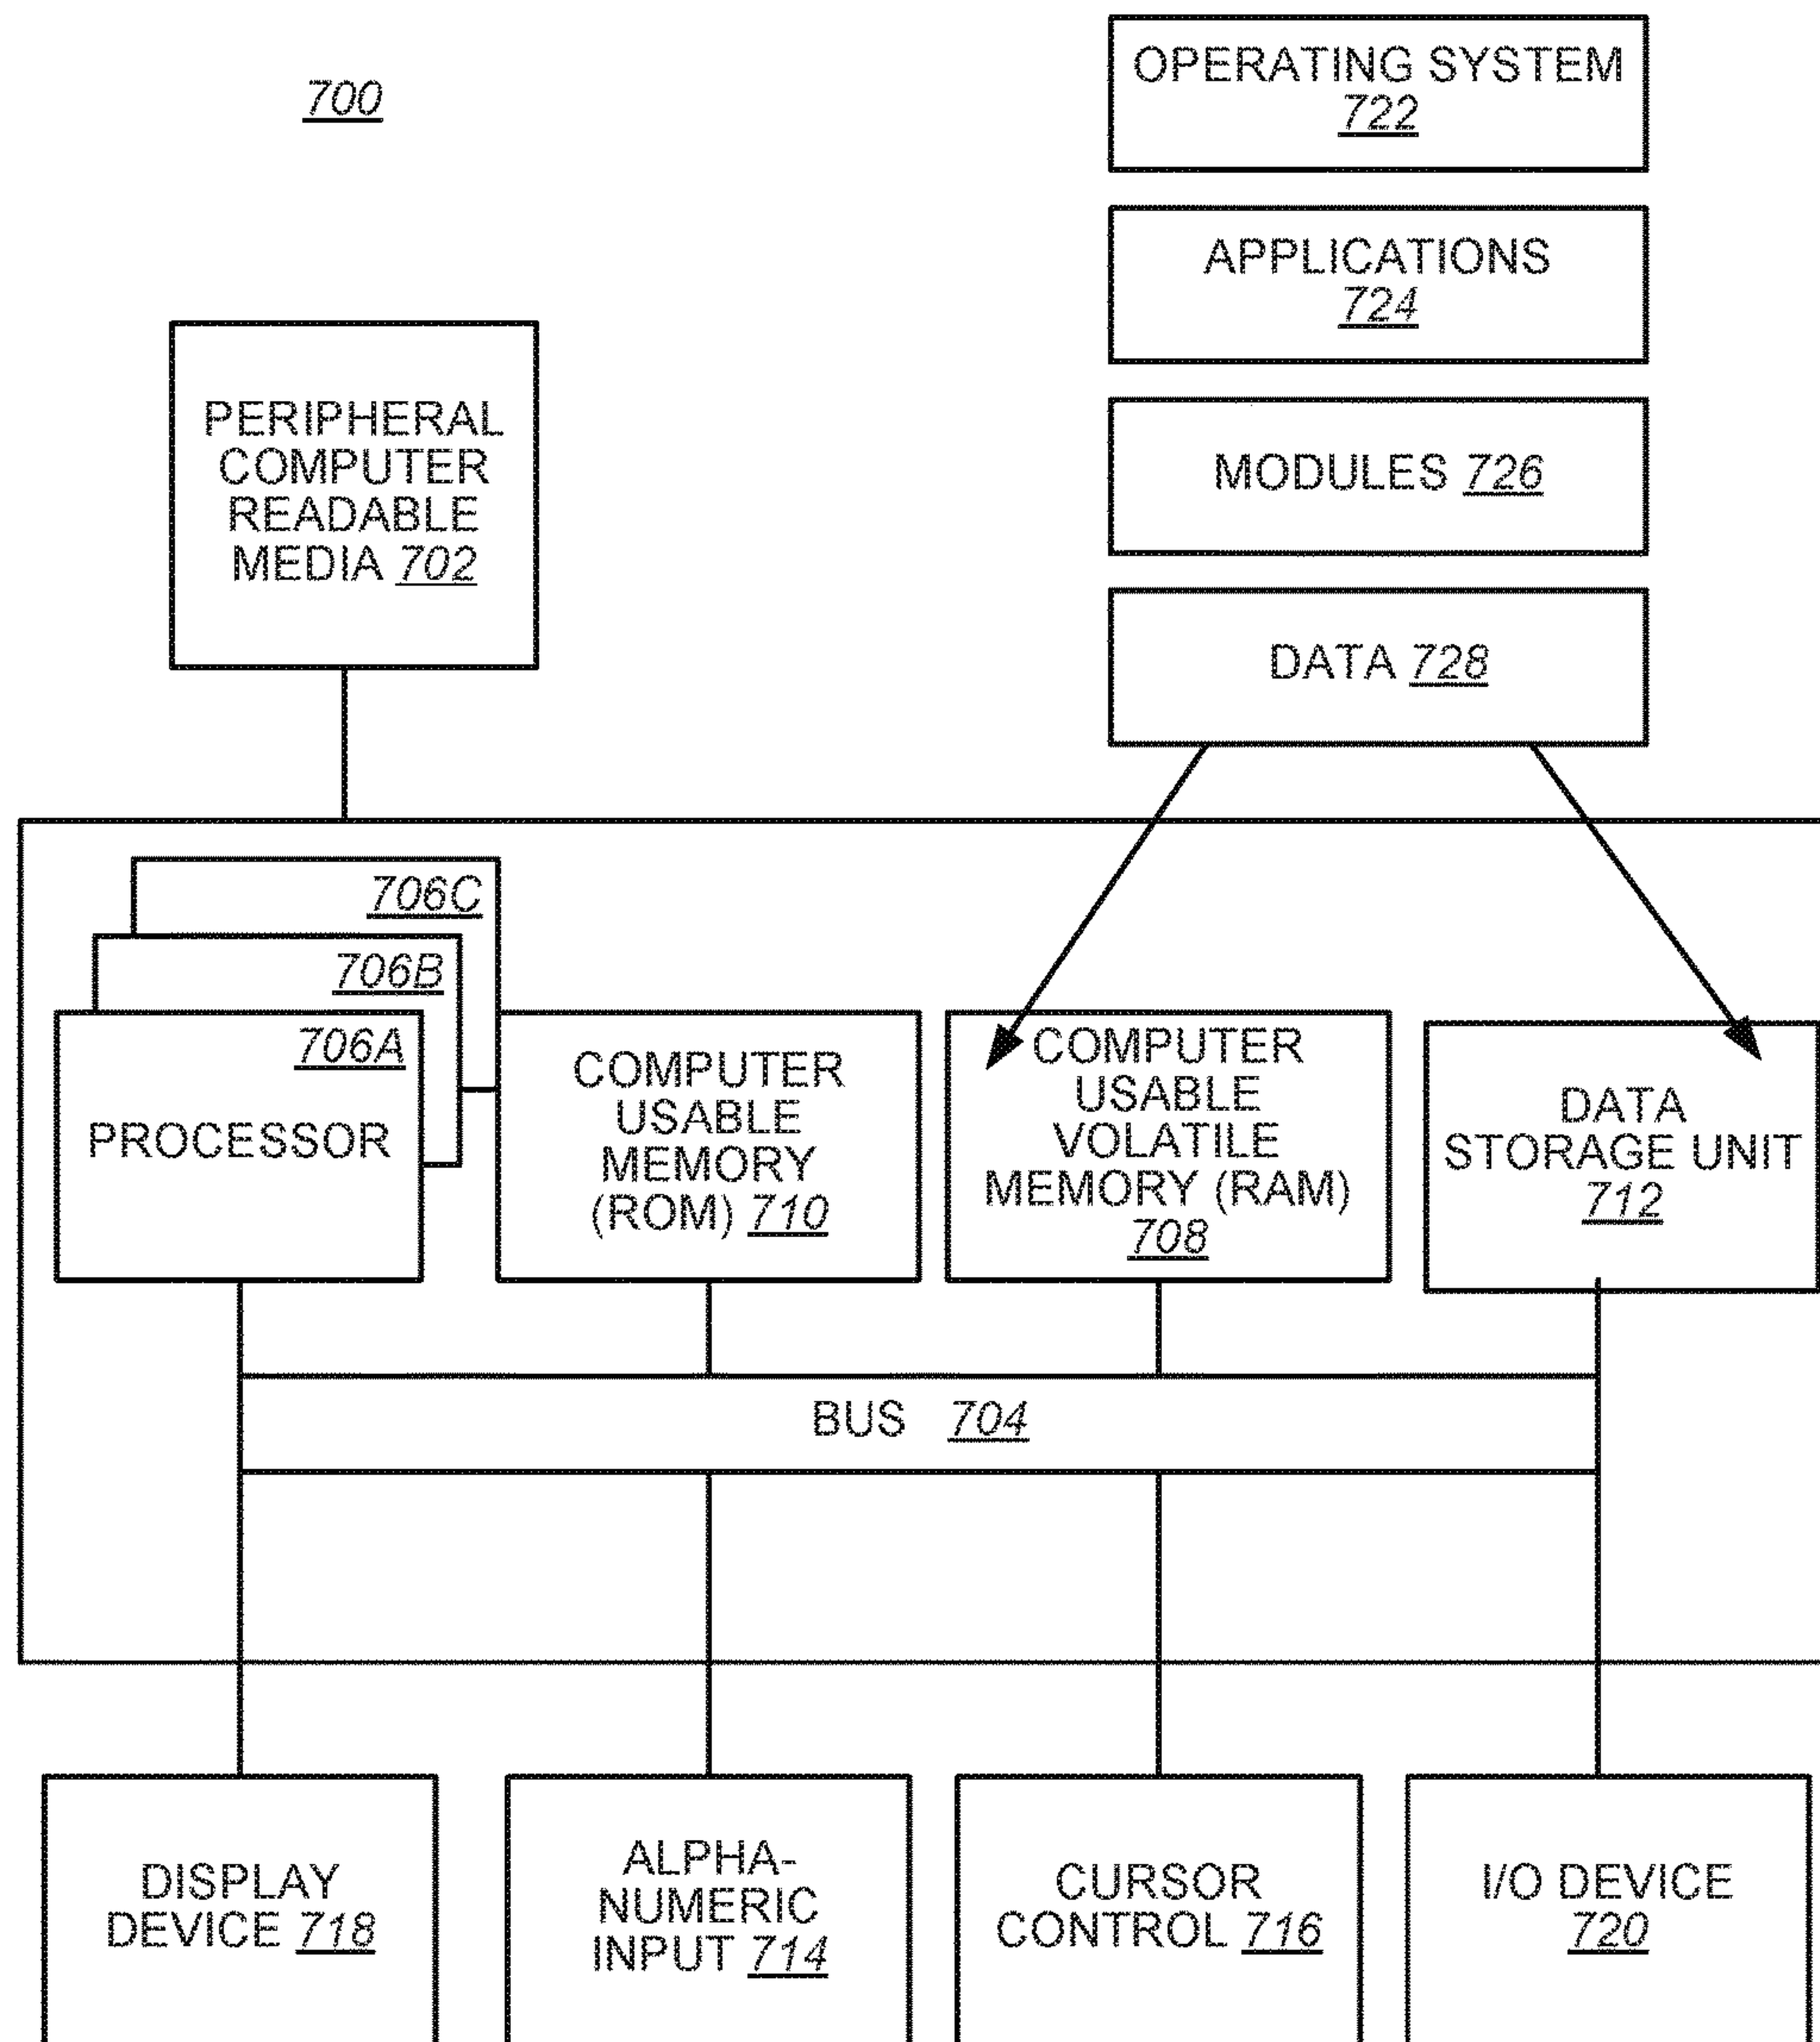 700
OPERATING SYSTEM
722
APPLICATIONS
724
PERIPHERAL
COMPUTER
READABLE
MEDIA 702
MODULES 726
DATA 728
706C
706B
706A
PROCESSOR
COMPUTER
USABLE
MEMORY
(ROM) 710
COMPUTER
USABLE
VOLATILE
MEMORY (RAM)
708
DATA
STORAGE UNIT
712
BUS 704
DISPLAY
DEVICE 718
ALPHA-
NUMERIC
INPUT 714
CURSOR
CONTROL 716
I/O DEVICE
720